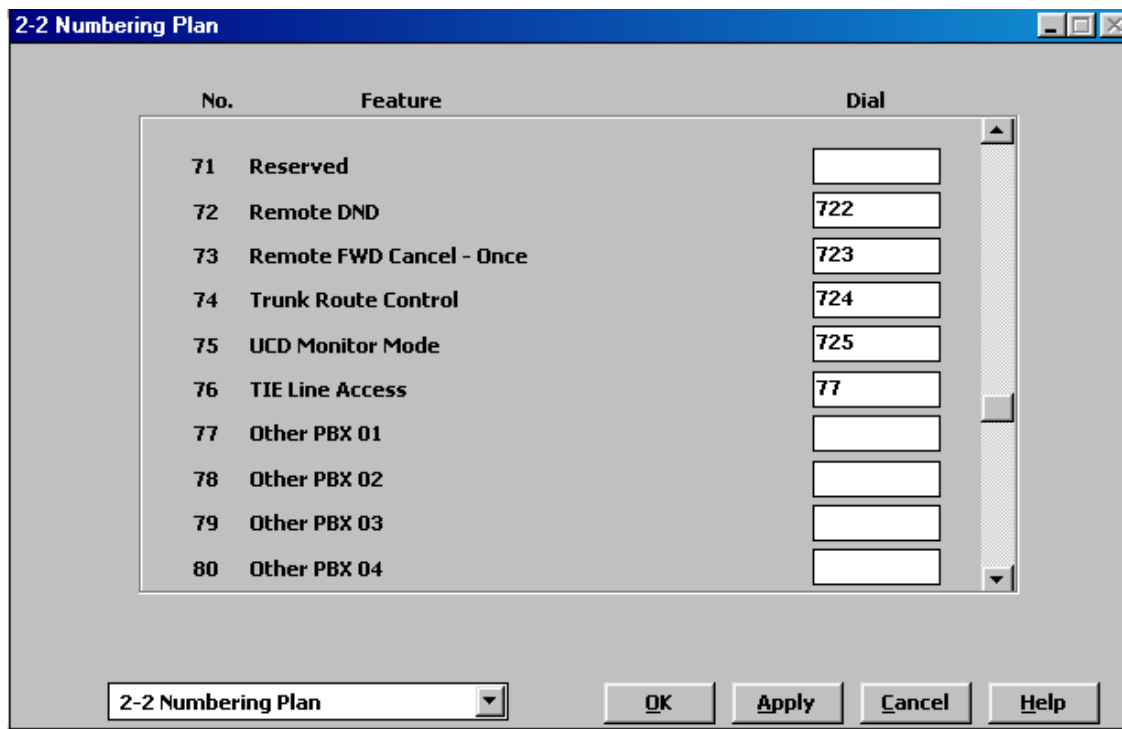 2-2 Numbering Plan
No. Feature Dial
71 Reserved
72 Remote DND 722
73 Remote FWD Cancel - Once 723
74 Trunk Route Control 724
75 UCD Monitor Mode 725
76 TIE Line Access 77
77 Other PBX 01
78 Other PBX 02
79 Other PBX 03
80 Other PBX 04
2-2 Numbering Plan OK Apply Cancel Help